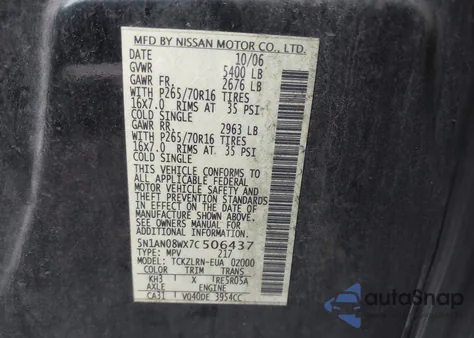 MFD BY NISSAN MOTOR CO., LTD.
DATE 10/06
GVWR 5400 LB
GAWR FR. 2676 LB
WITH P265/70R16 TIRES
16X7.0 RIMS AT 35 PSI
COLD SINGLE
GAWR RR. 2963 LB
WITH P265/70R16 TIRES
16X7.0 RIMS AT 35 PSI
COLD SINGLE
THIS VEHICLE CONFORMS TO
ALL APPLICABLE FEDERAL
MOTOR VEHICLE SAFETY STANDARDS
IN EFFECT ON THE DATE OF
MANUFACTURE SHOWN ABOVE.
SEE OWNERS MANUAL FOR
ADDITIONAL INFORMATION
5N1AN08WX7C506437
TYPE: MPV 217
MODEL: TCKZLRN-EUA 02000
COLOR TRIM TRANS
KH3 X RE5R05A
AXLE ENGINE
CA31 VQ40DE 3954CC
autoSnap